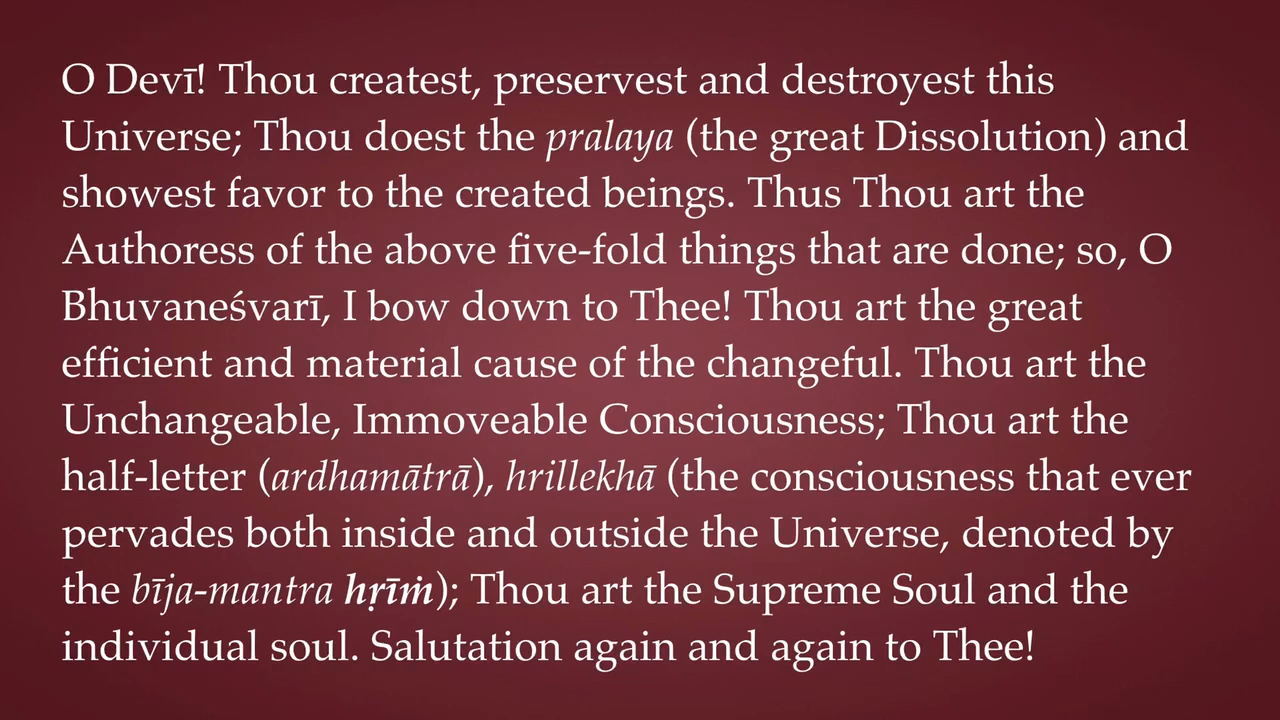 O Devī! Thou createst, preservest and destroyest this
Universe; Thou doest the pralaya (the great Dissolution) and
showest favor to the created beings. Thus Thou art the
Authoress of the above five-fold things that are done; so, O
Bhuvaneśvarī, I bow down to Thee! Thou art the great
efficient and material cause of the changeful. Thou art the
Unchangeable, Immoveable Consciousness; Thou art the
half-letter (ardhamātrā), hrillekhā (the consciousness that ever
pervades both inside and outside the Universe, denoted by
the bīja-mantra hṛīṁ); Thou art the Supreme Soul and the
individual soul. Salutation again and again to Thee!